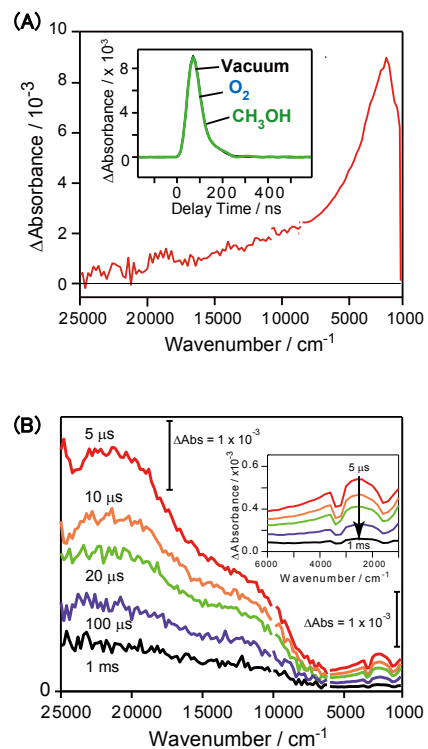 (A)
10
8
6
4
2
0
Δ Absorbance / 10⁻³
25000 20000 15000 10000 5000 1000
Wavenumber / cm⁻¹
8
4
0
Δ Absorbance / x 10⁻³
Vacuum
O₂
CH₃OH
0 200 400
Delay Time / ns
(B)
5 μs
10 μs
20 μs
100 μs
1 ms
ΔAbs = 1 x 10⁻³
0.6
0.4
0.2
0.0
Δ Absorbance / x10⁻³
5 μs
1 ms
6000 4000 2000
Wavenumber / cm⁻¹
ΔAbs = 1 x 10⁻³
0
25000 20000 15000 10000 5000 1000
Wavenumber / cm⁻¹